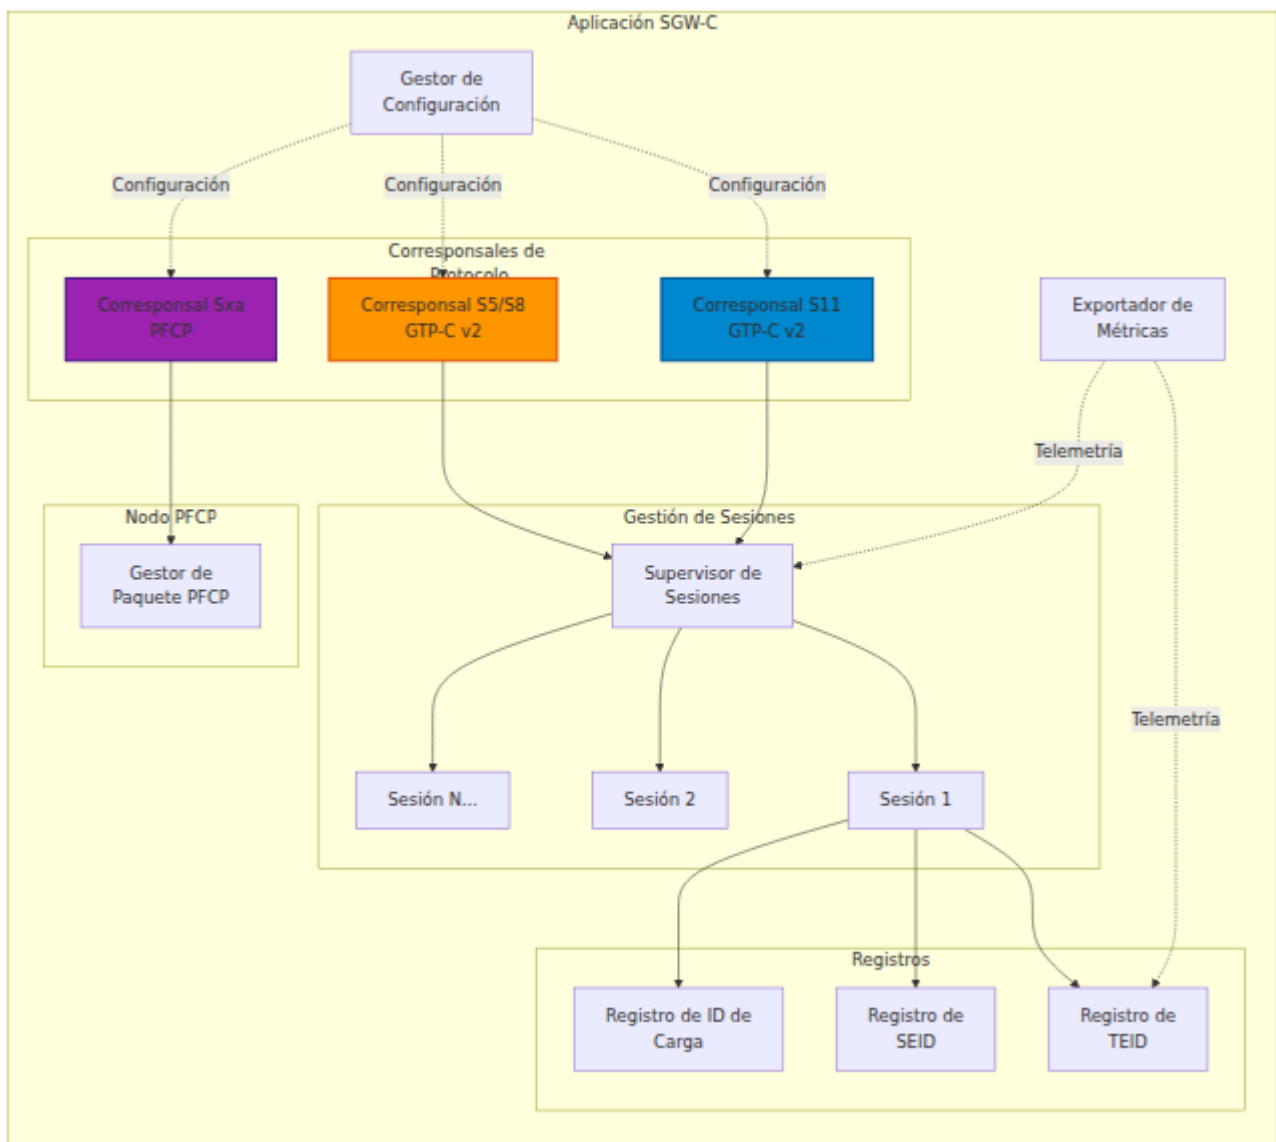 Aplicación SGW-C
Gestor de
Configuración
Configuración
Configuración
Configuración
Corresponsales de
Protocolo
Corresponsal Sxa
PFCP
Corresponsal S5/S8
GTP-C v2
Corresponsal S11
GTP-C v2
Exportador de
Métricas
Telemetría
Nodo PFCP
Gestor de
Paquete PFCP
Gestión de Sesiones
Supervisor de
Sesiones
Telemetría
Sesión N...
Sesión 2
Sesión 1
Registros
Registro de ID de
Carga
Registro de
SEID
Registro de
TEID